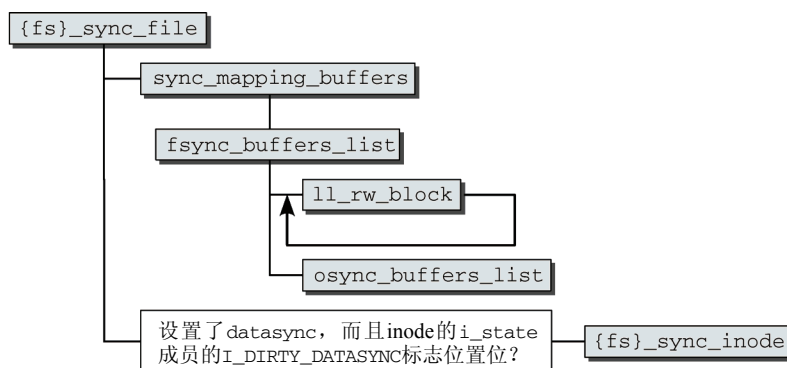 {fs}_sync_file
sync_mapping_buffers
fsync_buffers_list
ll_rw_block
osync_buffers_list
设置了datasync，而且inode的i_state
成员的I_DIRTY_DATASYNC标志位置位？
{fs}_sync_inode